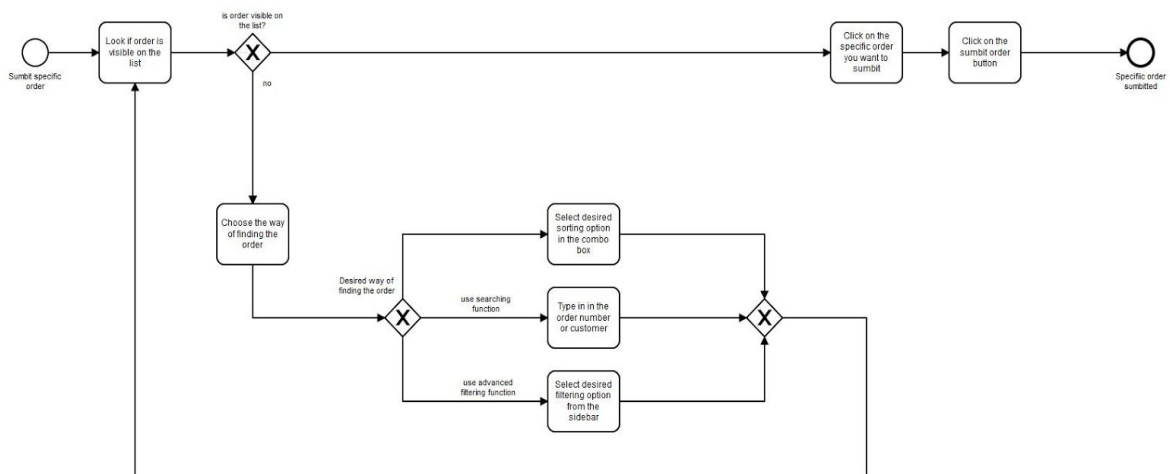 is order visible on
the list?
Look if order is
visible on the
list
X
Click on the
specific order
you want to
sumbit
Click on the
sumbit order
button
Sumbit specific
order
no
Specific order
sumbitted
Choose the way
of finding the
order
Select desired
sorting option
in the combo
box
Desired way of
finding the order
X
use searching
function
Type in in the
order number
or customer
X
use advanced
filtering function
Select desired
filtering option
from the
sidebar